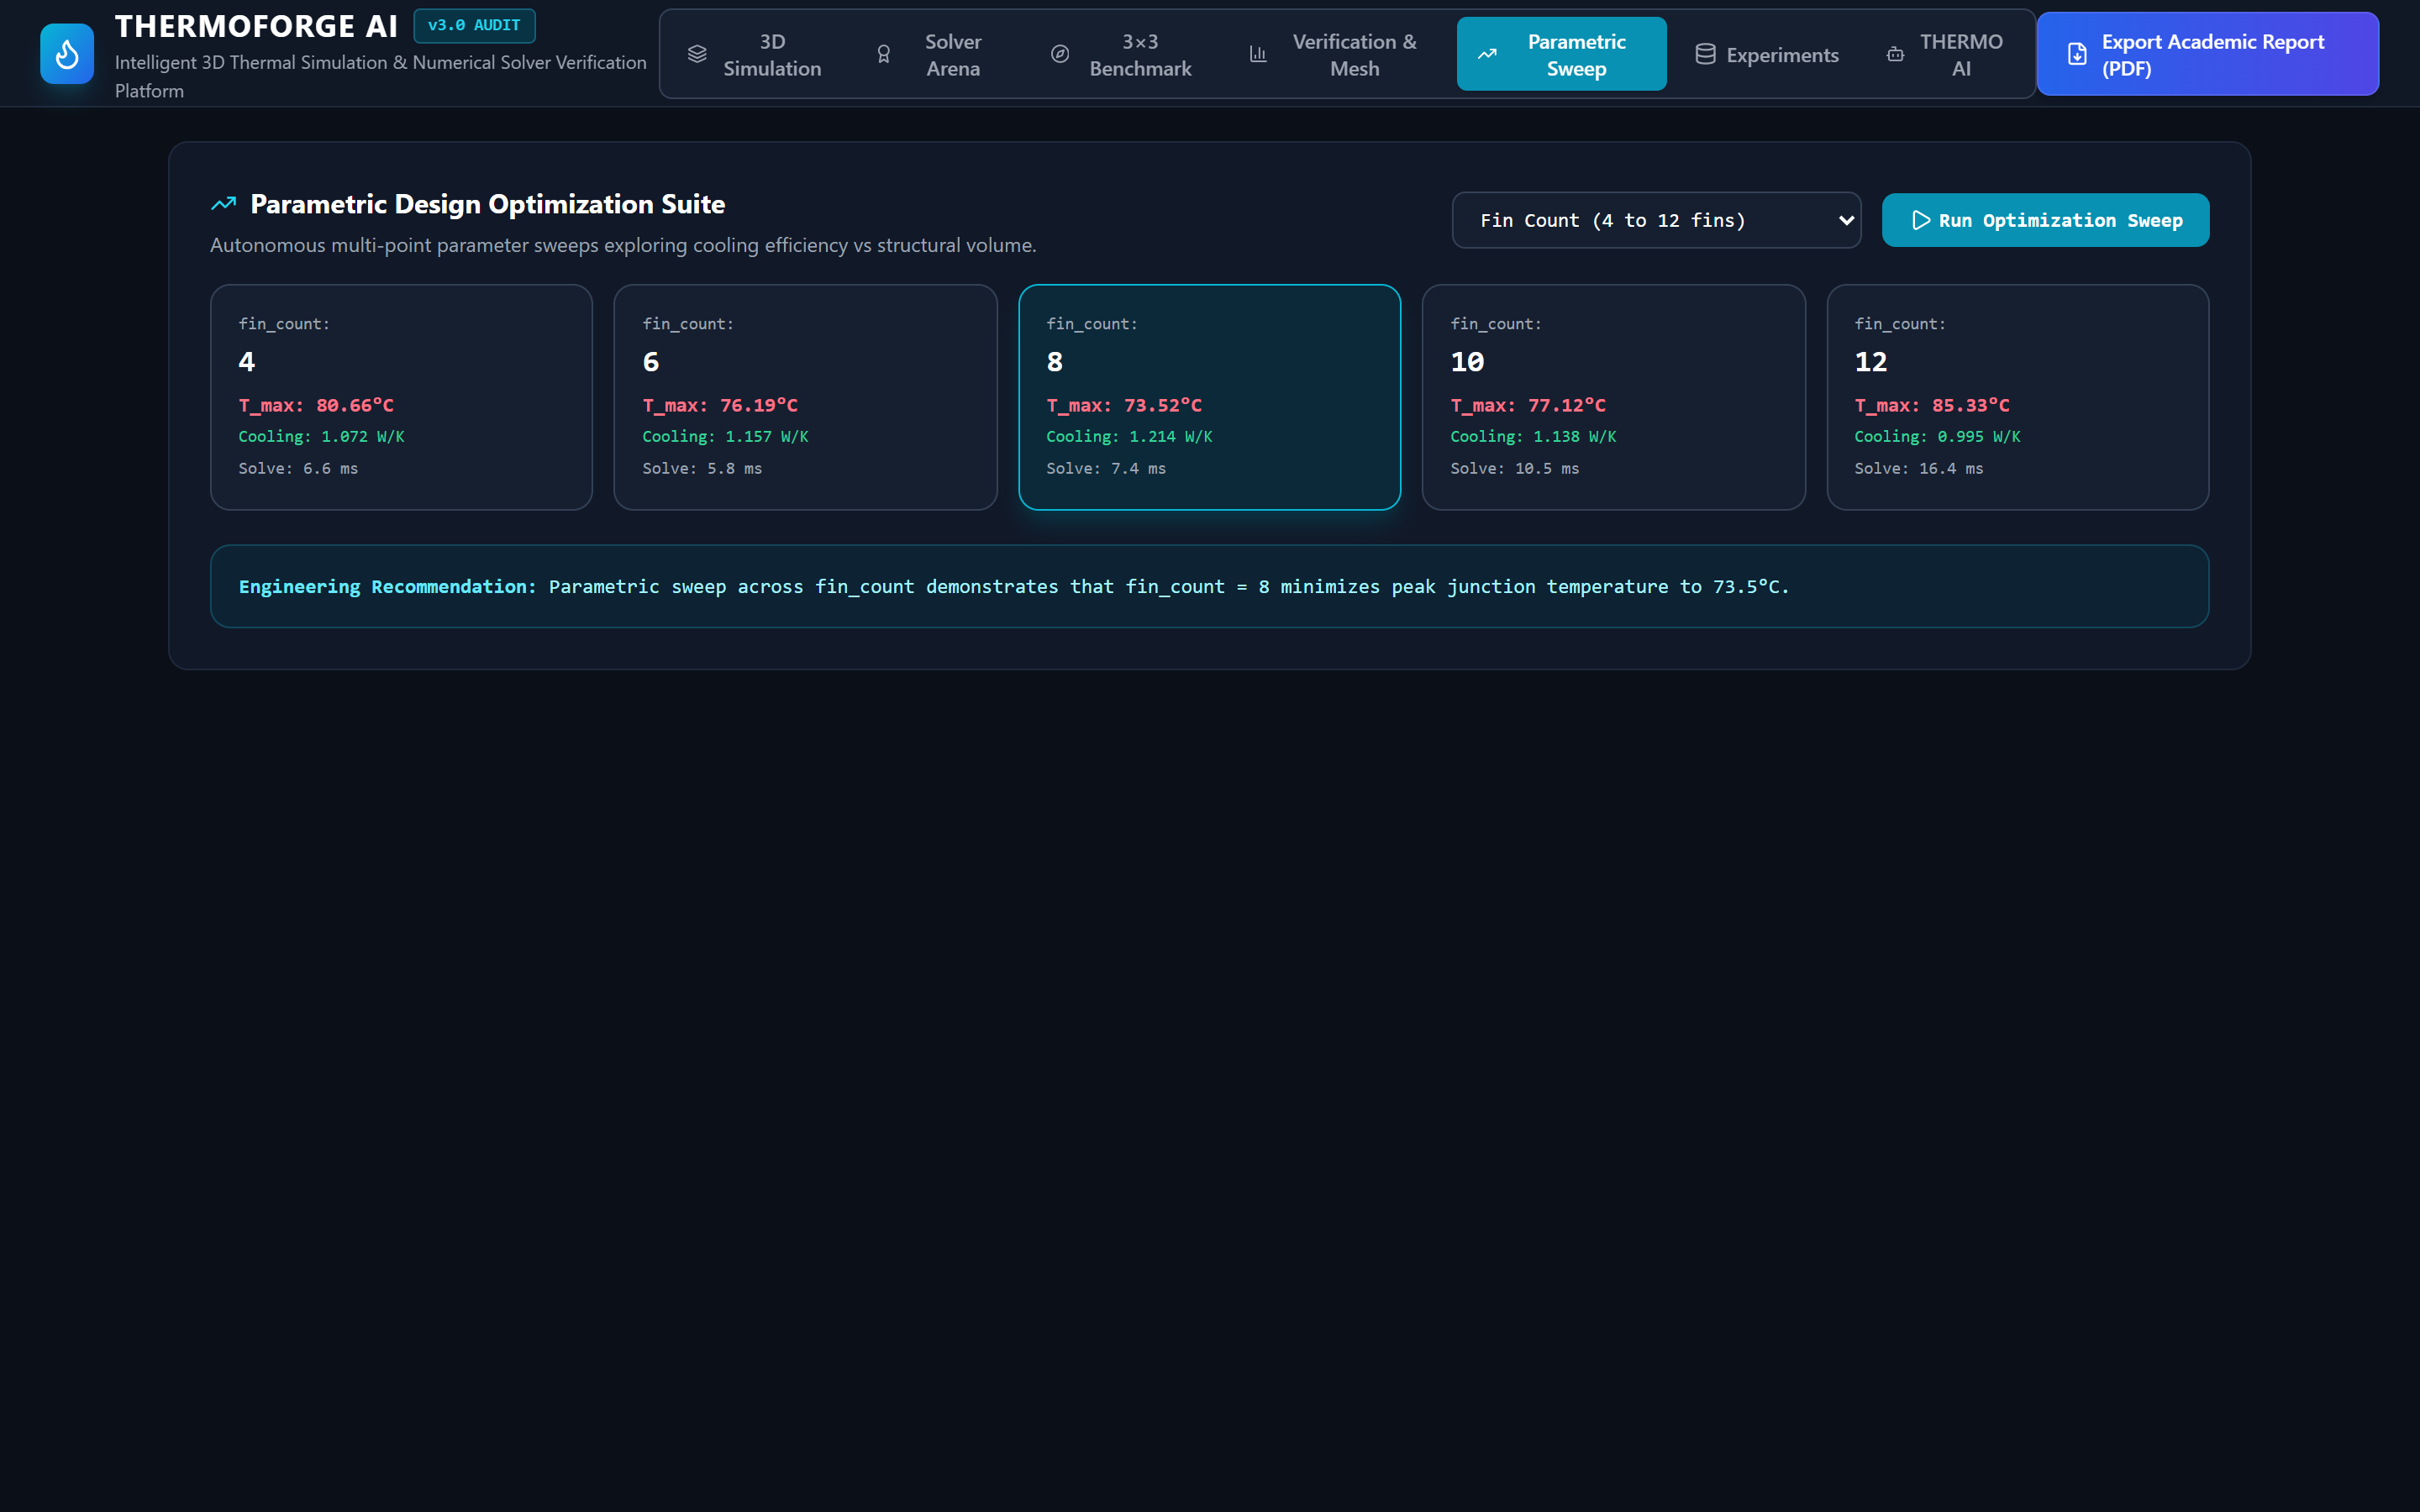 THERMOFORGE AI
v3.0 AUDIT
Intelligent 3D Thermal Simulation & Numerical Solver Verification
Platform
3D
Simulation
Solver
Arena
3×3
Benchmark
Verification &
Mesh
Parametric
Sweep
Experiments
THERMO
AI
Export Academic Report
(PDF)
Parametric Design Optimization Suite
Autonomous multi-point parameter sweeps exploring cooling efficiency vs structural volume.
Fin Count (4 to 12 fins)
Run Optimization Sweep
fin_count:
4
T_max: 80.66°C
Cooling: 1.072 W/K
Solve: 6.6 ms
fin_count:
6
T_max: 76.19°C
Cooling: 1.157 W/K
Solve: 5.8 ms
fin_count:
8
T_max: 73.52°C
Cooling: 1.214 W/K
Solve: 7.4 ms
fin_count:
10
T_max: 77.12°C
Cooling: 1.138 W/K
Solve: 10.5 ms
fin_count:
12
T_max: 85.33°C
Cooling: 0.995 W/K
Solve: 16.4 ms
Engineering Recommendation: Parametric sweep across fin_count demonstrates that fin_count = 8 minimizes peak junction temperature to 73.5°C.